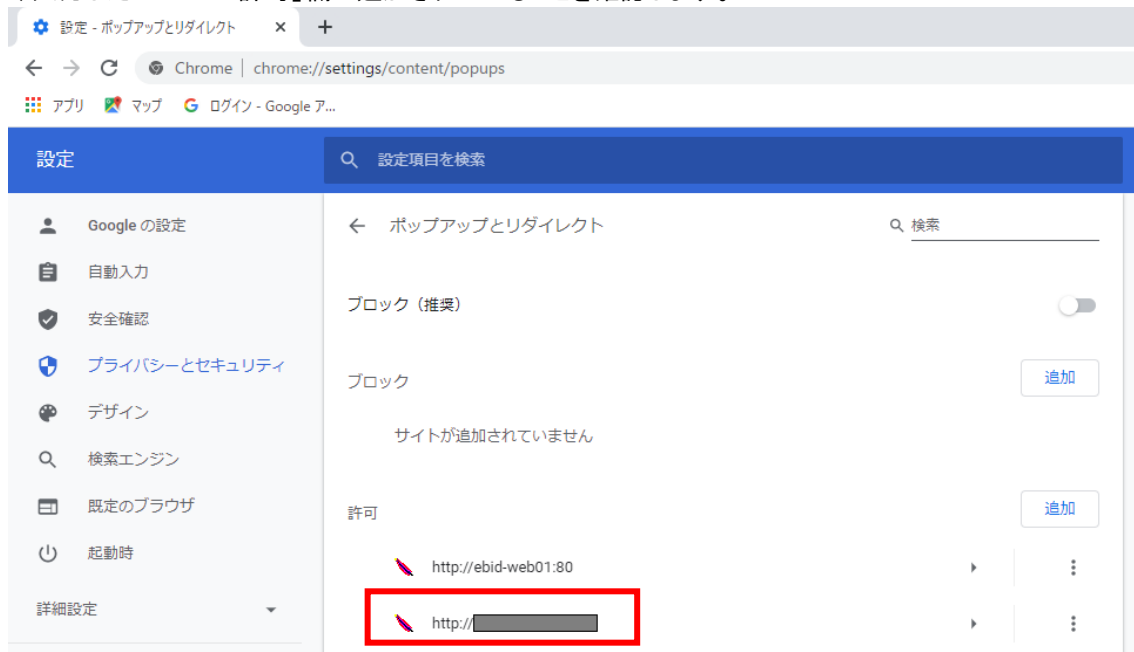 設定 - ポップアップとリダイレクト × +
Chrome | chrome://settings/content/popups
アプリ マップ G ログイン - Google ア...
設定
設定項目を検索
Google の設定
自動入力
安全確認
プライバシーとセキュリティ
デザイン
検索エンジン
既定のブラウザ
起動時
詳細設定
ポップアップとリダイレクト
検索
ブロック（推奨）
ブロック
追加
サイトが追加されていません
許可
追加
http://ebid-web01:80
http://